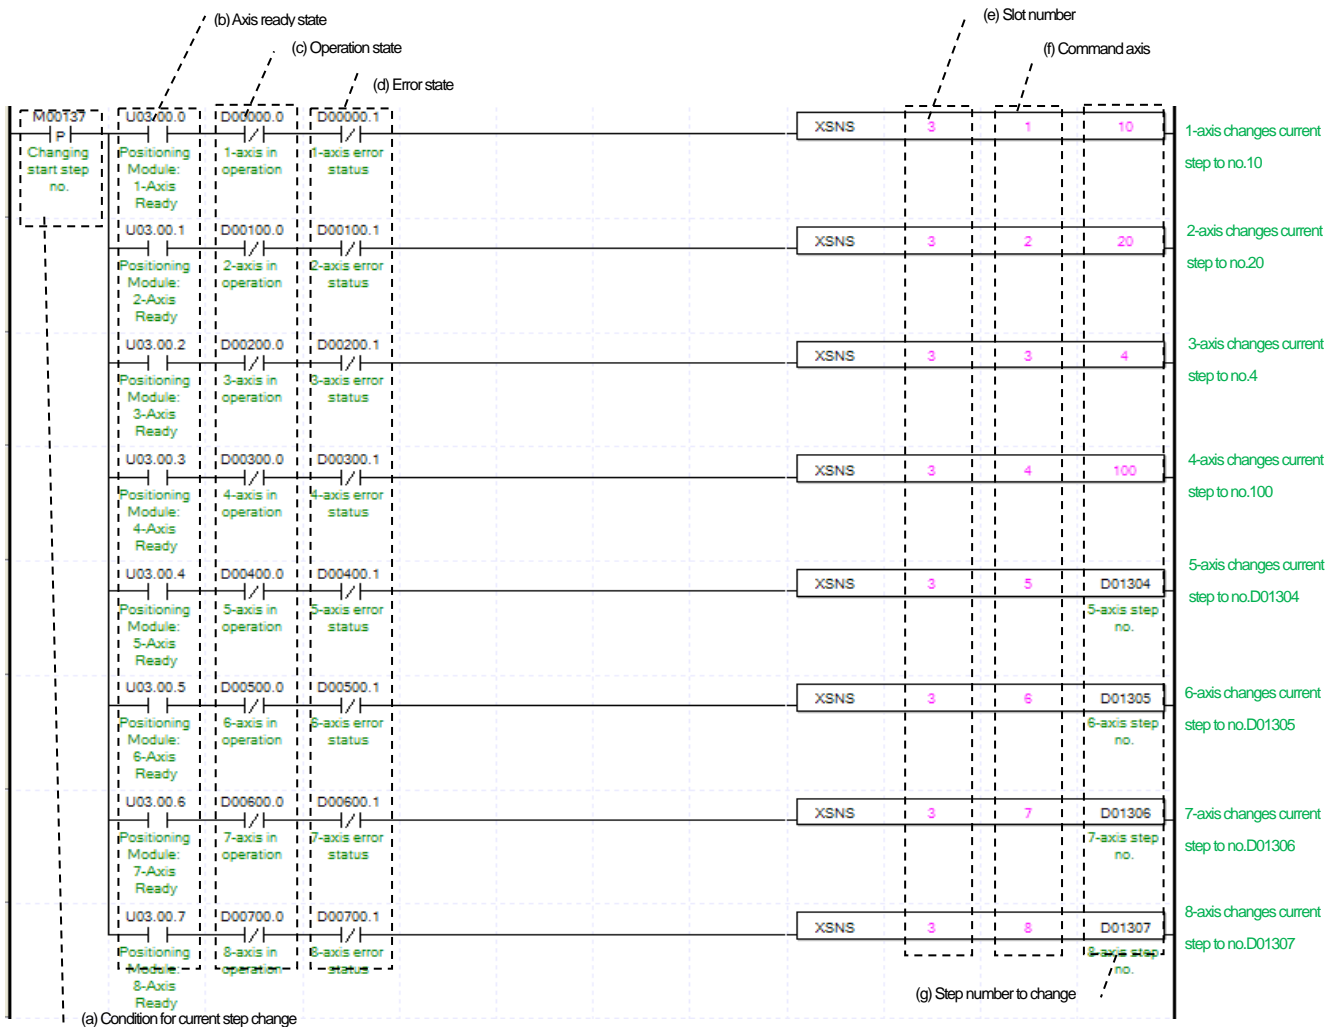 (b) Axis ready state
(e) Slot number
(c) Operation state
(f) Command axis
(d) Error state
M00137
U03.00.0
D00000.0
D00000.1
P
XSNS
3
1
10
1-axis changes current
step to no.10
Changing
start step
no.
Positioning
Module:
1-Axis
Ready
1-axis in
operation
1-axis error
status
U03.00.1
D00100.0
D00100.1
XSNS
3
2
20
2-axis changes current
step to no.20
Positioning
Module:
2-Axis
Ready
2-axis in
operation
2-axis error
status
U03.00.2
D00200.0
D00200.1
XSNS
3
3
4
3-axis changes current
step to no.4
Positioning
Module:
3-Axis
Ready
3-axis in
operation
3-axis error
status
U03.00.3
D00300.0
D00300.1
XSNS
3
4
100
4-axis changes current
step to no.100
Positioning
Module:
4-Axis
Ready
4-axis in
operation
4-axis error
status
U03.00.4
D00400.0
D00400.1
XSNS
3
5
D01304
5-axis changes current
step to no.D01304
Positioning
Module:
5-Axis
Ready
5-axis in
operation
5-axis error
status
5-axis step
no.
U03.00.5
D00500.0
D00500.1
XSNS
3
6
D01305
6-axis changes current
step to no.D01305
Positioning
Module:
6-Axis
Ready
6-axis in
operation
6-axis error
status
6-axis step
no.
U03.00.6
D00600.0
D00600.1
XSNS
3
7
D01306
7-axis changes current
step to no.D01306
Positioning
Module:
7-Axis
Ready
7-axis in
operation
7-axis error
status
7-axis step
no.
U03.00.7
D00700.0
D00700.1
XSNS
3
8
D01307
8-axis changes current
step to no.D01307
Positioning
Module:
8-Axis
Ready
8-axis in
operation
8-axis error
status
8-axis step
no.
(g) Step number to change
(a) Condition for current step change